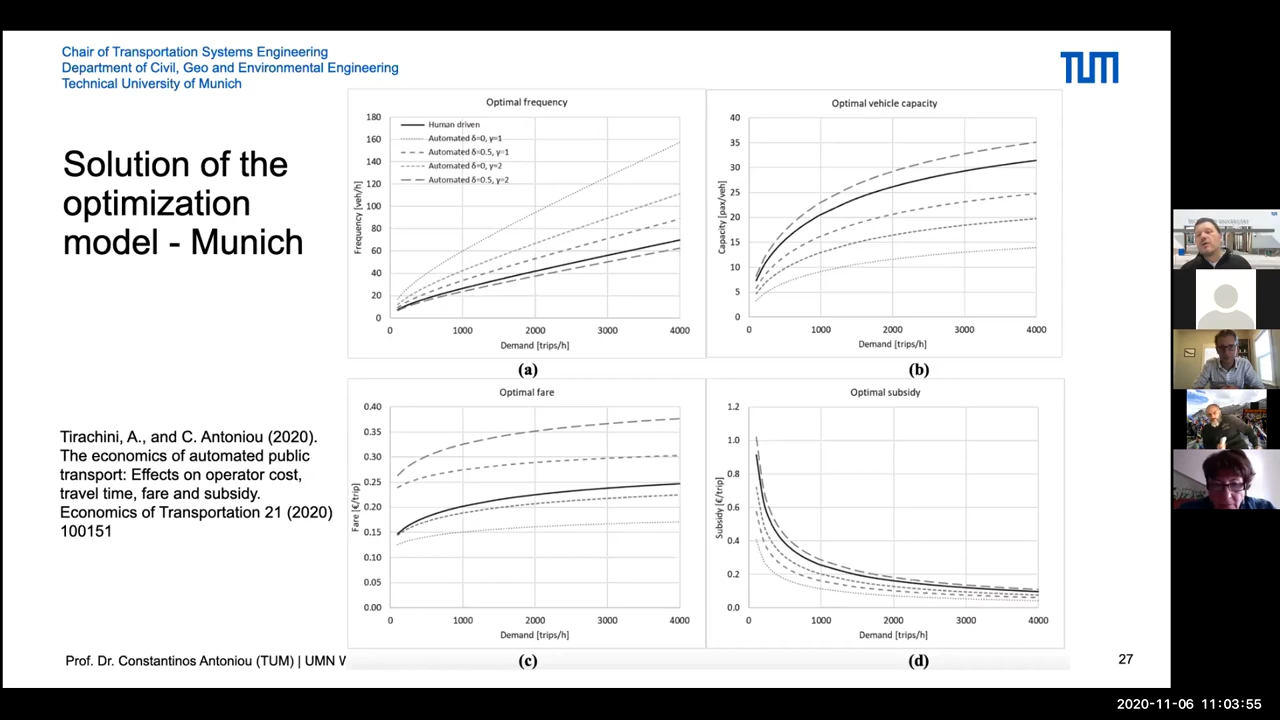 Chair of Transportation Systems Engineering
Department of Civil, Geo and Environmental Engineering
Technical University of Munich
TUM
Solution of the
optimization
model - Munich
Tirachini, A., and C. Antoniou (2020).
The economics of automated public
transport: Effects on operator cost,
travel time, fare and subsidy.
Economics of Transportation 21 (2020)
100151
Optimal frequency
Frequency [veh/h]
180
160
140
120
100
80
60
40
20
0
Human driven
Automated δ=0, γ=1
Automated δ=0.5, γ=1
Automated δ=0, γ=2
Automated δ=0.5, γ=2
0 1000 2000 3000 4000
Demand [trips/h]
(a)
Optimal vehicle capacity
Capacity [pax/veh]
40
35
30
25
20
15
10
5
0
0 1000 2000 3000 4000
Demand [trips/h]
(b)
Optimal fare
Fare [€/trip]
0.40
0.35
0.30
0.25
0.20
0.15
0.10
0.05
0.00
0 1000 2000 3000 4000
Demand [trips/h]
(c)
Optimal subsidy
Subsidy [€/trip]
1.2
1.0
0.8
0.6
0.4
0.2
0.0
0 1000 2000 3000 4000
Demand [trips/h]
(d)
Prof. Dr. Constantinos Antoniou (TUM) | UMN W
27
2020-11-06 11:03:55